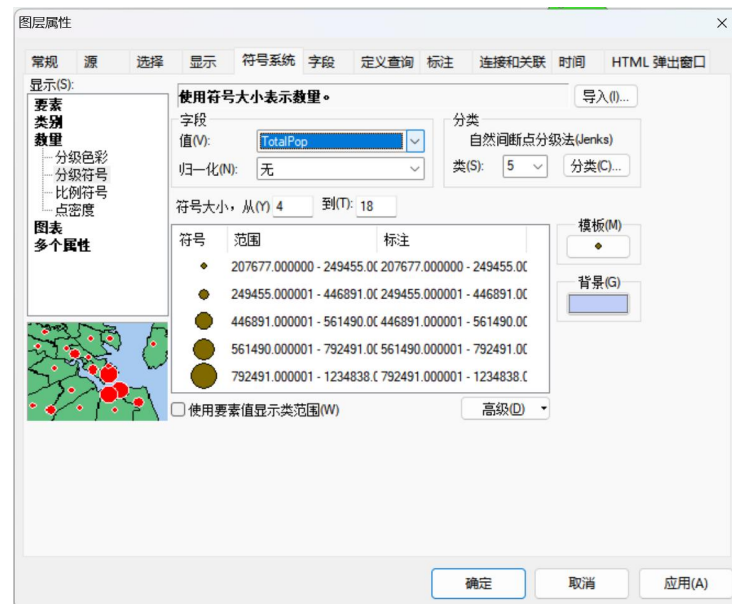 图层属性
常规 源 选择 显示 符号系统 字段 定义查询 标注 连接和关联 时间 HTML 弹出窗口
显示(S):
要素
类别
数量
分级色彩
分级符号
比例符号
点密度
图表
多个属性
使用符号大小表示数量。
导入(I)...
字段
值(V): TotalPop
归一化(N): 无
分类
自然间断点分级法(Jenks)
类(S): 5 分类(C)...
符号大小，从(Y) 4 到(T): 18
符号 范围 标注
207677.000000 - 249455.00 207677.000000 - 249455.00
249455.000001 - 446891.00 249455.000001 - 446891.00
446891.000001 - 561490.00 446891.000001 - 561490.00
561490.000001 - 792491.00 561490.000001 - 792491.00
792491.000001 - 1234838.0 792491.000001 - 1234838.0
模板(M)
背景(G)
使用要素值显示类范围(W)
高级(D)
确定 取消 应用(A)